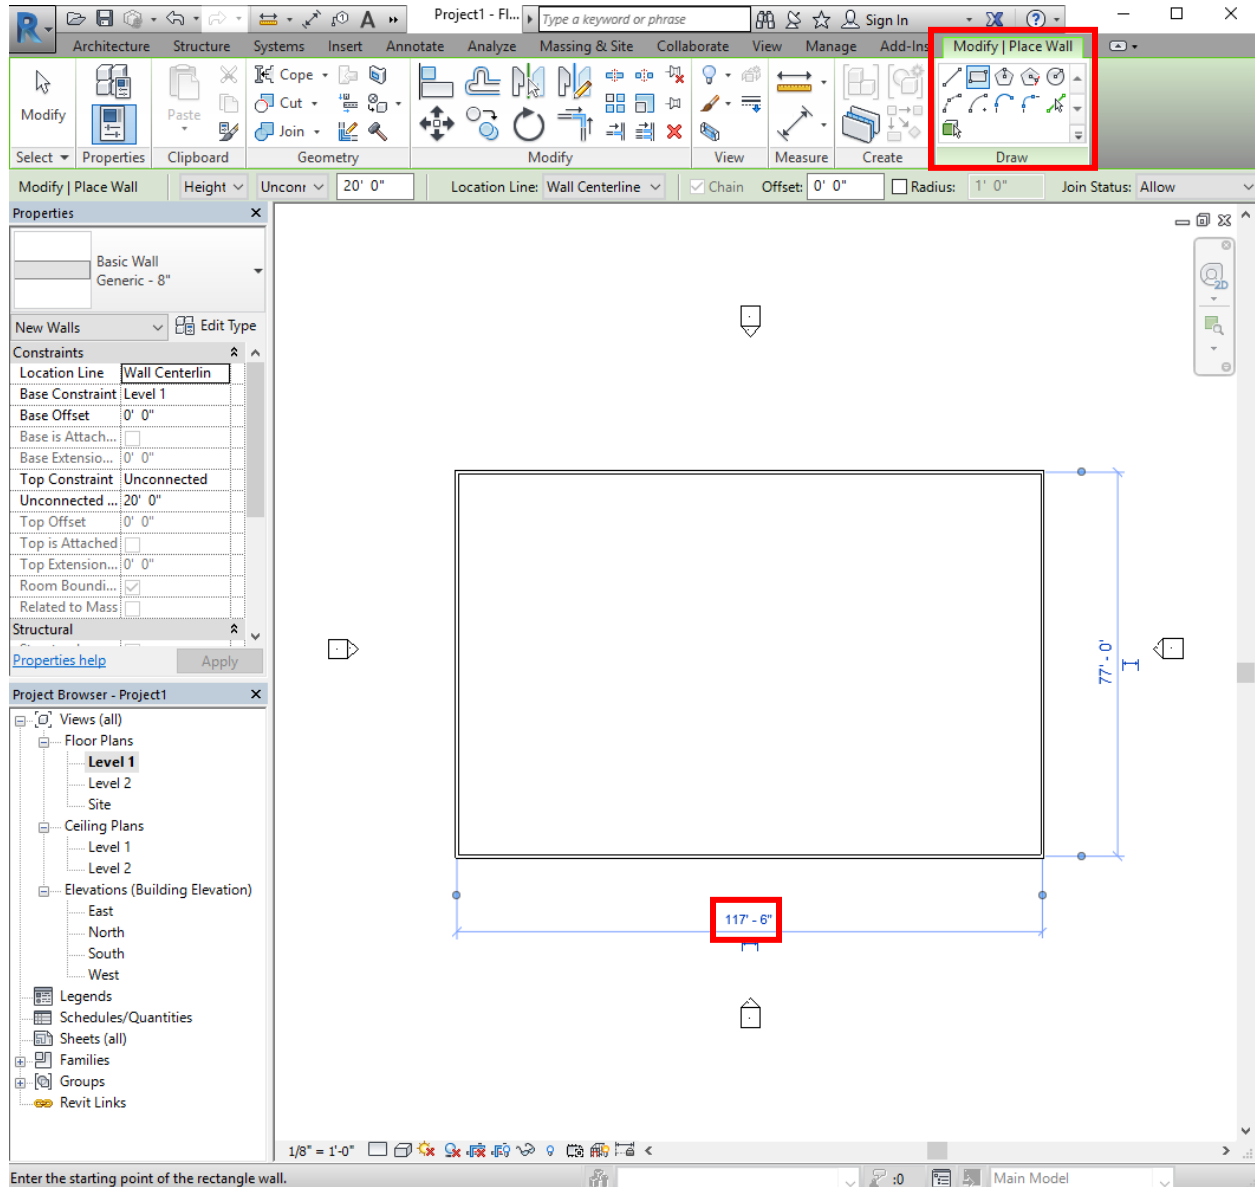 Project1 - Fl...
Type a keyword or phrase
Sign In
Architecture Structure Systems Insert Annotate Analyze Massing & Site Collaborate View Manage Add-Ins Modify | Place Wall
Modify
Paste
Cope
Cut
Join
Select Properties Clipboard Geometry Modify View Measure Create Draw
Modify | Place Wall Height Unconr 20' 0" Location Line: Wall Centerline Chain Offset: 0' 0" Radius: 1' 0" Join Status: Allow
Properties
Basic Wall
Generic - 8"
New Walls Edit Type
Constraints
Location Line Wall Centerlin
Base Constraint Level 1
Base Offset 0' 0"
Base is Attach...
Base Extensio... 0' 0"
Top Constraint Unconnected
Unconnected ... 20' 0"
Top Offset 0' 0"
Top is Attached
Top Extension... 0' 0"
Room Boundi...
Related to Mass
Structural
Properties help Apply
Project Browser - Project1
Views (all)
Floor Plans
Level 1
Level 2
Site
Ceiling Plans
Level 1
Level 2
Elevations (Building Elevation)
East
North
South
West
Legends
Schedules/Quantities
Sheets (all)
Families
Groups
Revit Links
2D
77' - 0'
117' - 6"
1/8" = 1'-0"
Enter the starting point of the rectangle wall.
:0
Main Model